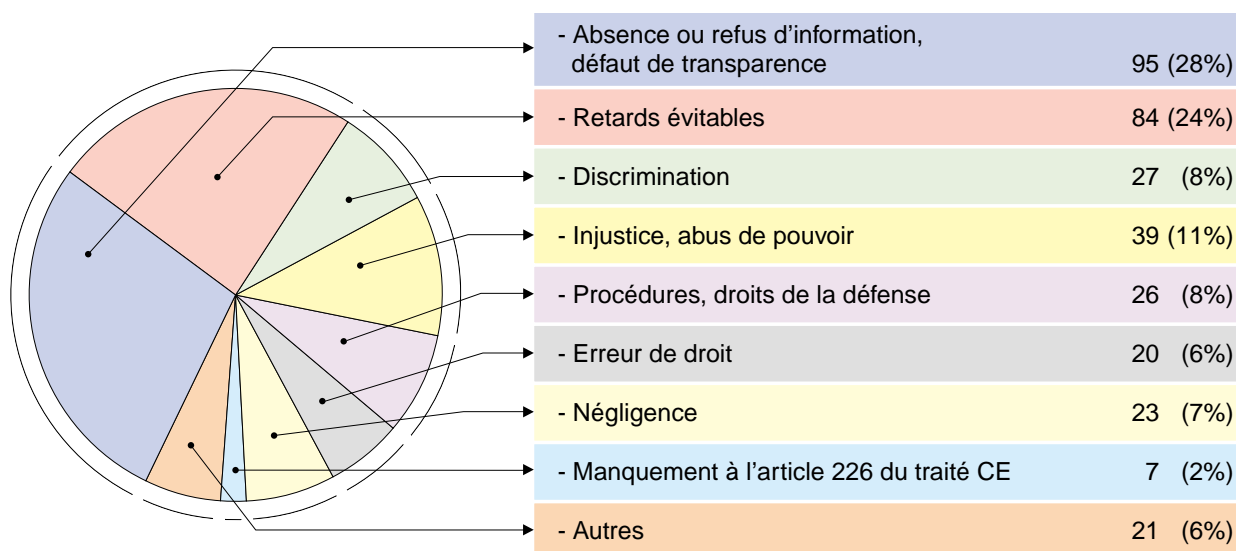 - Absence ou refus d'information,
défaut de transparence 95 (28%)
- Retards évitables 84 (24%)
- Discrimination 27 (8%)
- Injustice, abus de pouvoir 39 (11%)
- Procédures, droits de la défense 26 (8%)
- Erreur de droit 20 (6%)
- Négligence 23 (7%)
- Manquement à l'article 226 du traité CE 7 (2%)
- Autres 21 (6%)